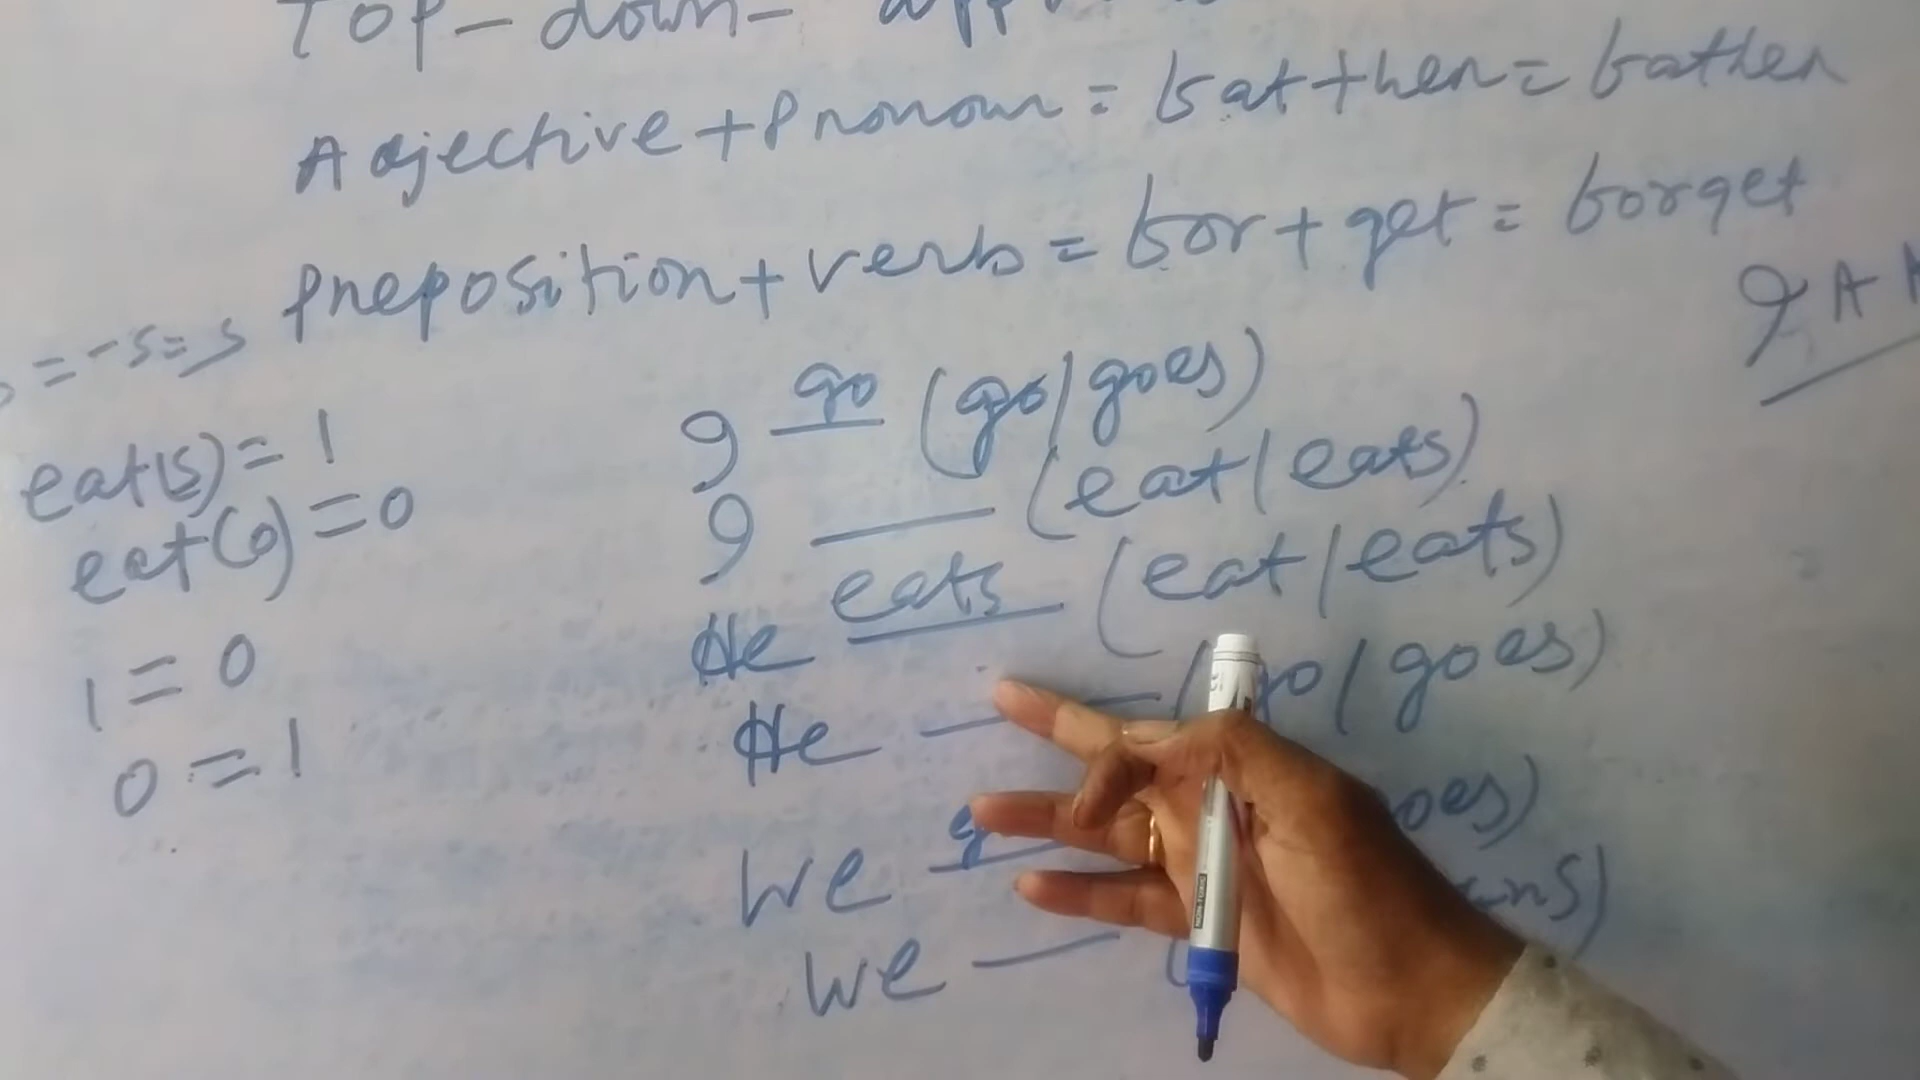 Top-down-
Adjective + Pronoun = fat + her = father
Preposition + verb = for + get = forget
= -s = s
I go (go/goes)
eat(s) = 1
I ___ (eat/eats)
eat(0) = 0
He eats (eat/eats)
1 = 0
He ___ (go/goes)
0 = 1
We
We ___